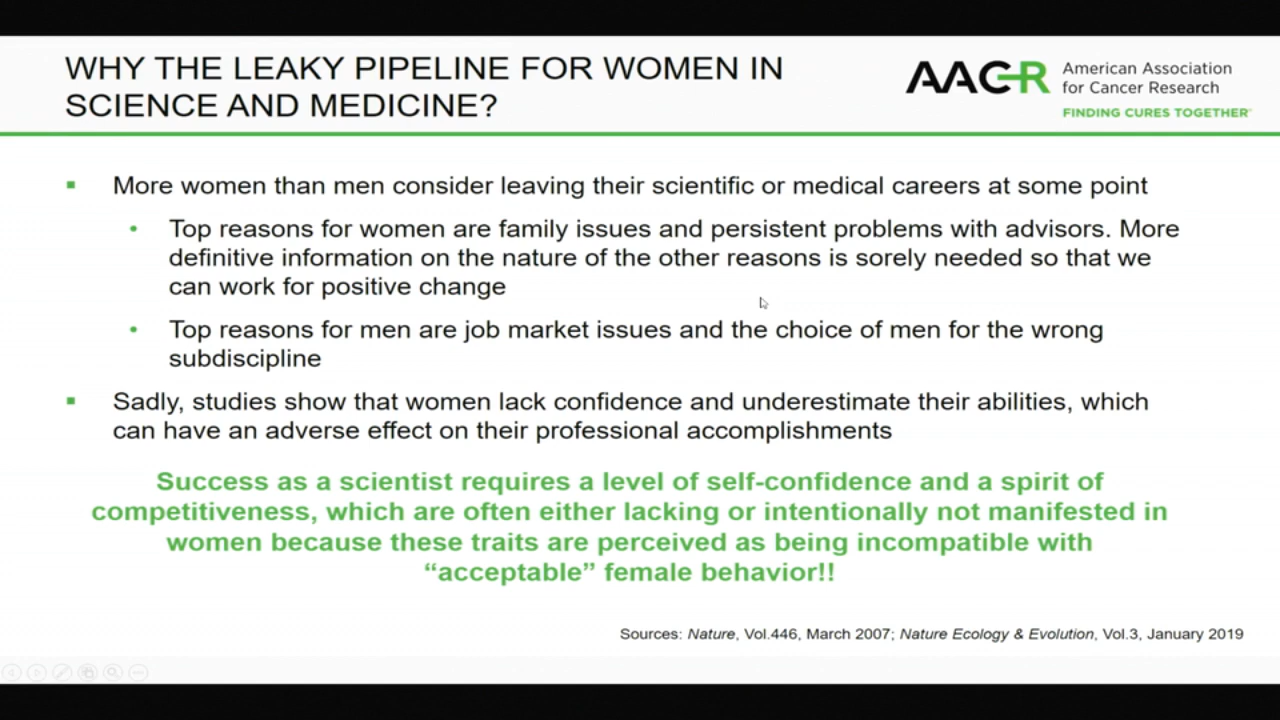 WHY THE LEAKY PIPELINE FOR WOMEN IN
SCIENCE AND MEDICINE?
AACR
American Association
for Cancer Research
FINDING CURES TOGETHER
More women than men consider leaving their scientific or medical careers at some point
Top reasons for women are family issues and persistent problems with advisors. More
definitive information on the nature of the other reasons is sorely needed so that we
can work for positive change
Top reasons for men are job market issues and the choice of men for the wrong
subdiscipline
Sadly, studies show that women lack confidence and underestimate their abilities, which
can have an adverse effect on their professional accomplishments
Success as a scientist requires a level of self-confidence and a spirit of
competitiveness, which are often either lacking or intentionally not manifested in
women because these traits are perceived as being incompatible with
“acceptable” female behavior!!
Sources: Nature, Vol.446, March 2007; Nature Ecology & Evolution, Vol.3, January 2019